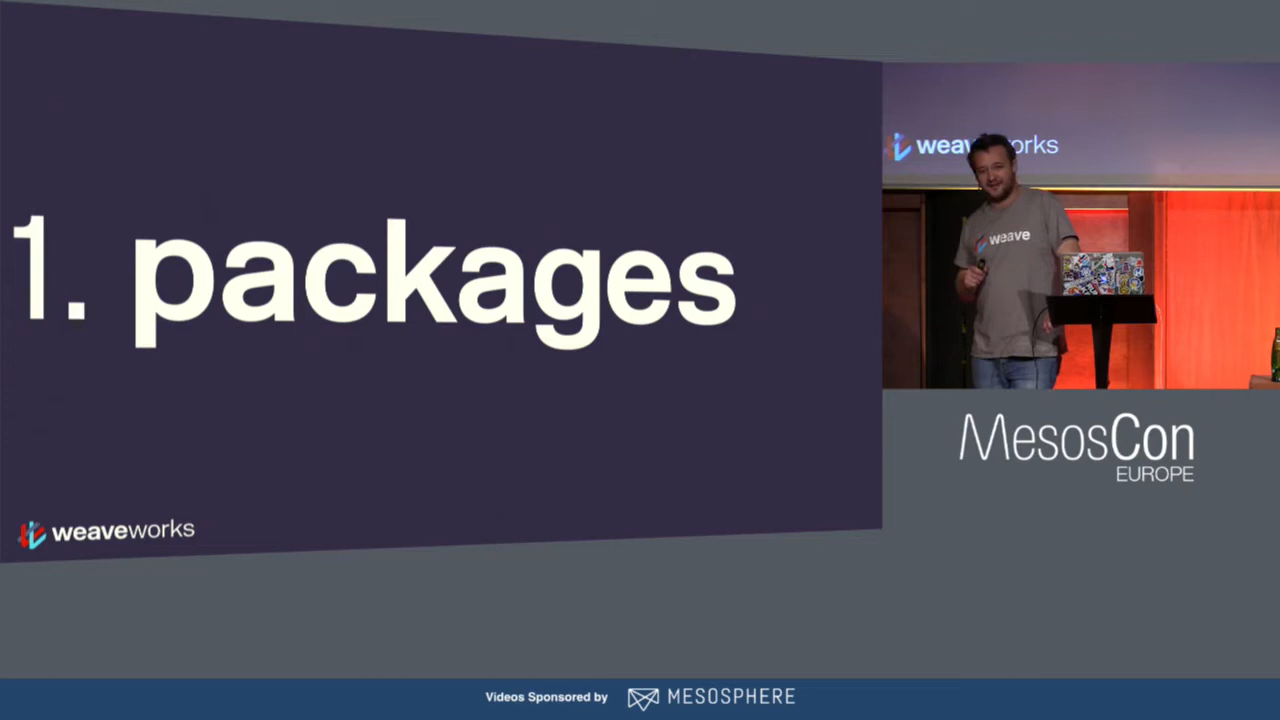 1. packages
weaveworks
weaveworks
weave
MesosCon
EUROPE
Videos Sponsored by MESOSPHERE